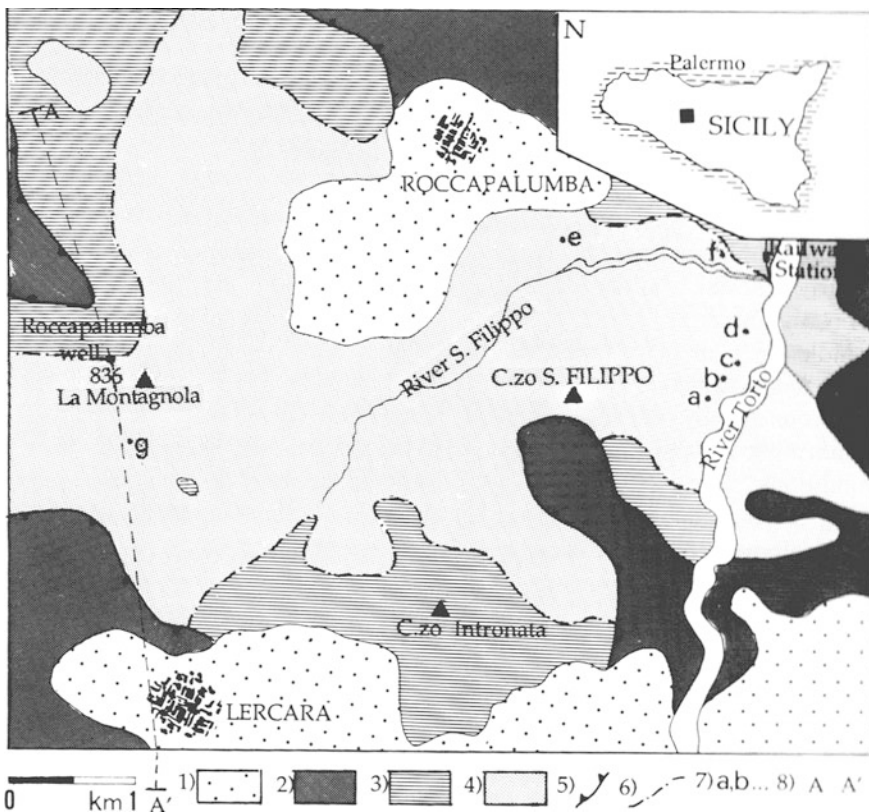 N
Palermo
SICILY
A
ROCCAPALUMBA
e
f
Railwa
Station
Roccapalumba
well
836
La Montagnola
River S. Filippo
C.zo S. FILIPPO
d
c
b
a
River Torto
g
C.zo Intronata
LERCARA
0 km 1
A'
1) 2) 3) 4) 5) 6) 7) a,b... 8) A A'